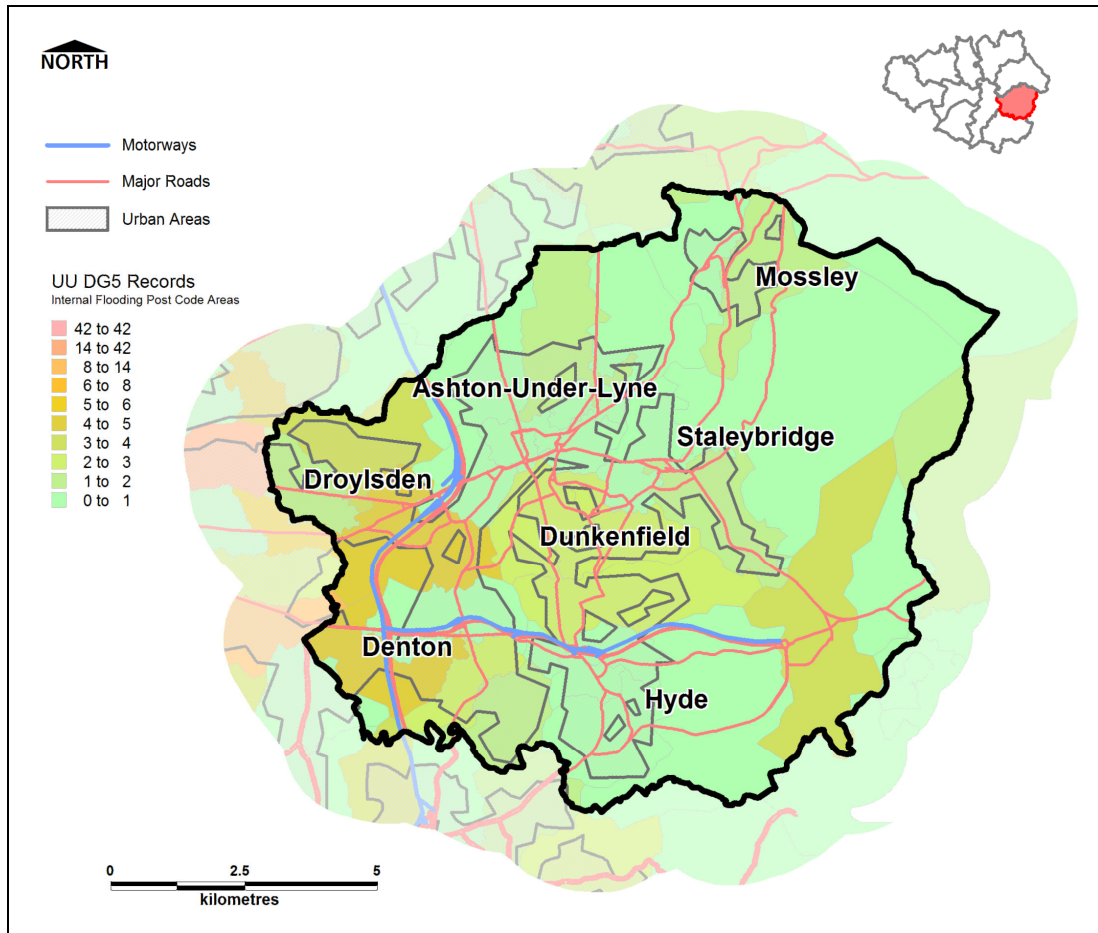 NORTH
Motorways
Major Roads
Urban Areas
UU DG5 Records
Internal Flooding Post Code Areas
42 to 42
14 to 42
8 to 14
6 to 8
5 to 6
4 to 5
3 to 4
2 to 3
1 to 2
0 to 1
Mossley
Ashton-Under-Lyne
Staleybridge
Droylsden
Dunkenfield
Denton
Hyde
0 2.5 5
kilometres